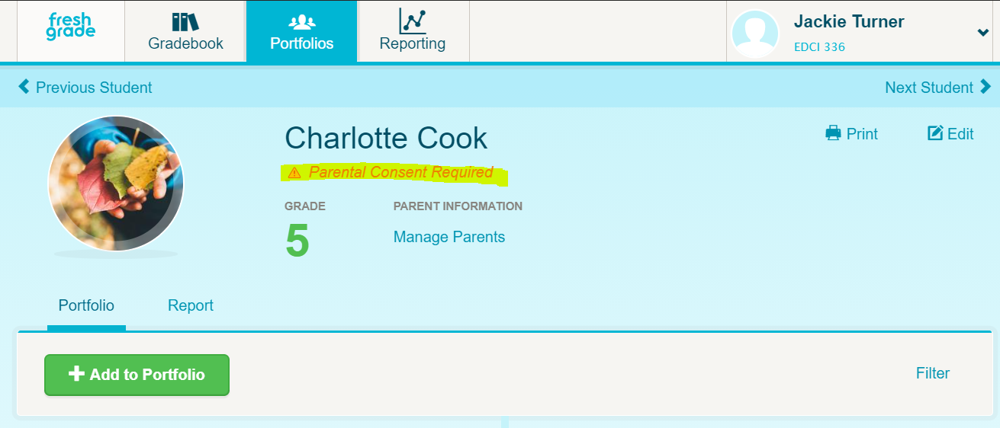 fresh
grade
Gradebook
Portfolios
Reporting
Jackie Turner
EDCI 336
Previous Student
Next Student
Charlotte Cook
Print
Edit
Parental Consent Required
GRADE
PARENT INFORMATION
5
Manage Parents
Portfolio
Report
Add to Portfolio
Filter